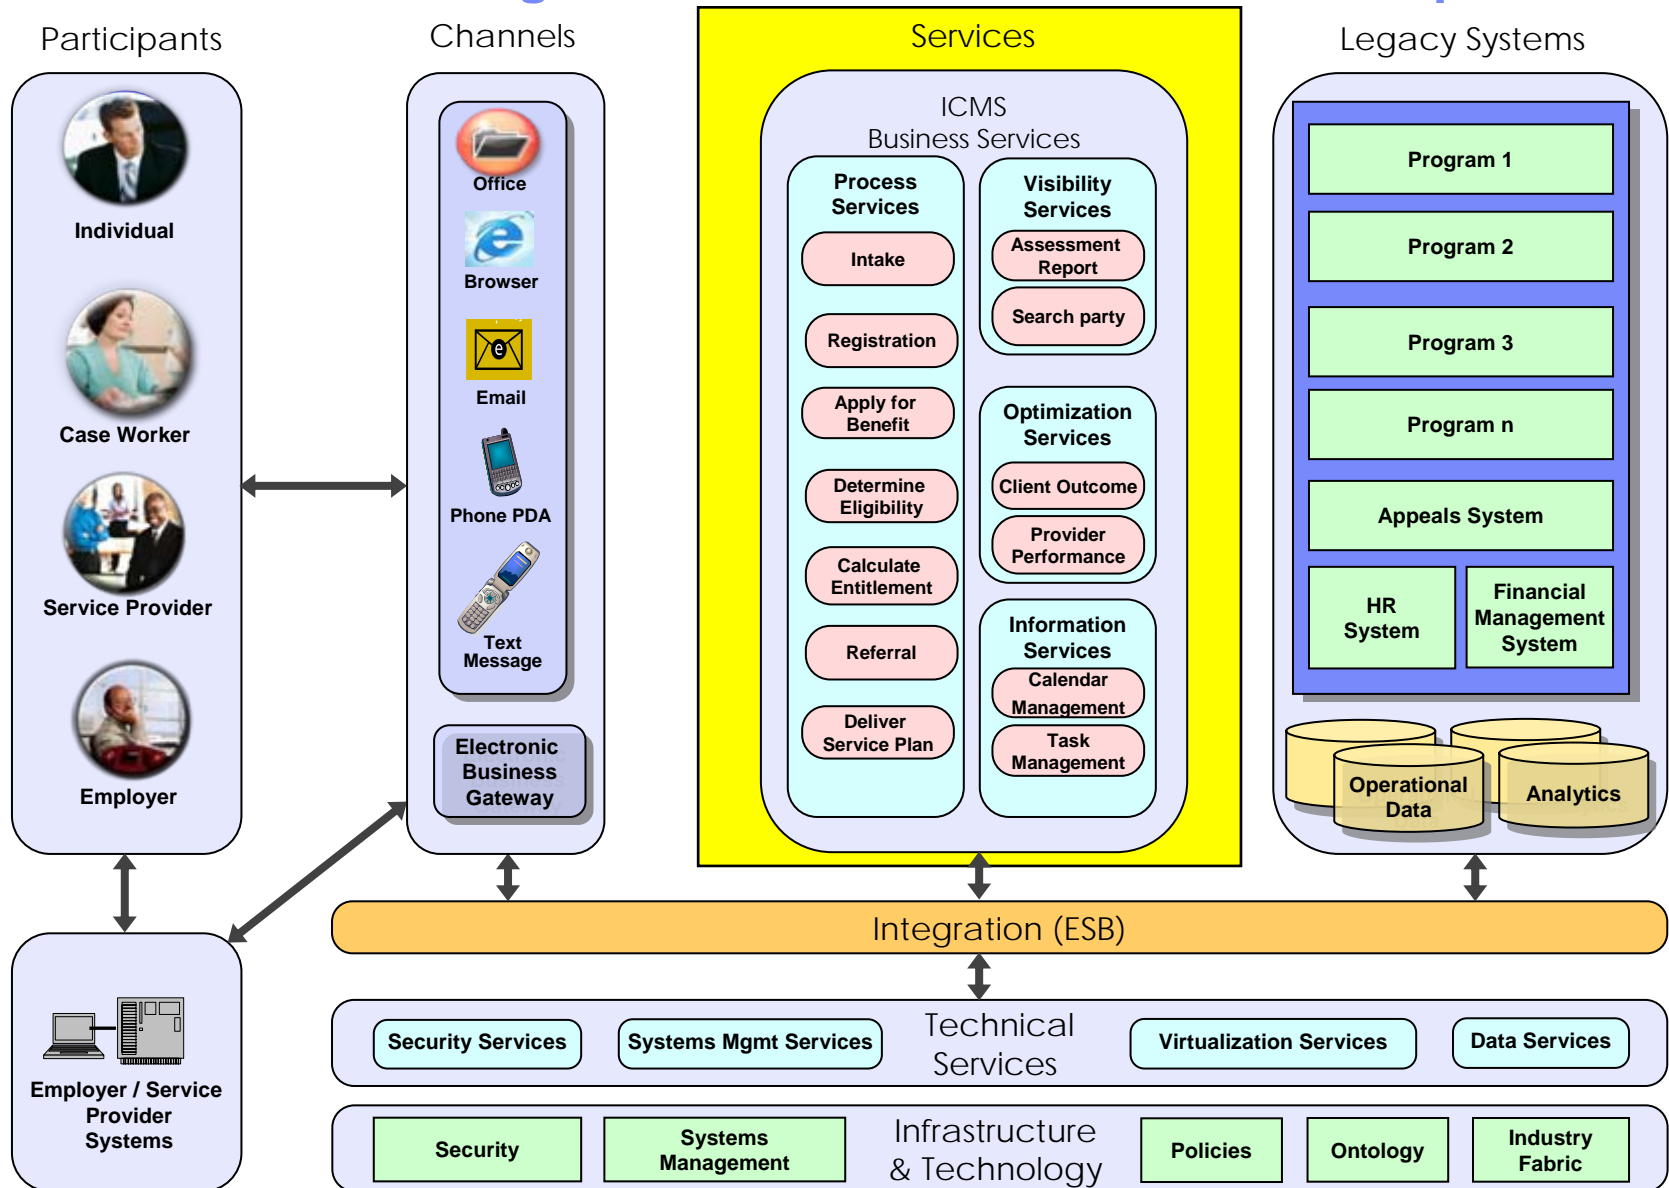 Participants
Individual
Case Worker
Service Provider
Employer
Employer / Service
Provider
Systems
Channels
Office
Browser
e
Email
Phone PDA
Text
Message
Electronic
Business
Gateway
Services
ICMS
Business Services
Process
Services
Intake
Registration
Apply for
Benefit
Determine
Eligibility
Calculate
Entitlement
Referral
Deliver
Service Plan
Visibility
Services
Assessment
Report
Search party
Optimization
Services
Client Outcome
Provider
Performance
Information
Services
Calendar
Management
Task
Management
Legacy Systems
Program 1
Program 2
Program 3
Program n
Appeals System
HR
System
Financial
Management
System
Operational
Data
Analytics
Integration (ESB)
Technical
Services
Security Services
Systems Mgmt Services
Virtualization Services
Data Services
Infrastructure
& Technology
Security
Systems
Management
Policies
Ontology
Industry
Fabric